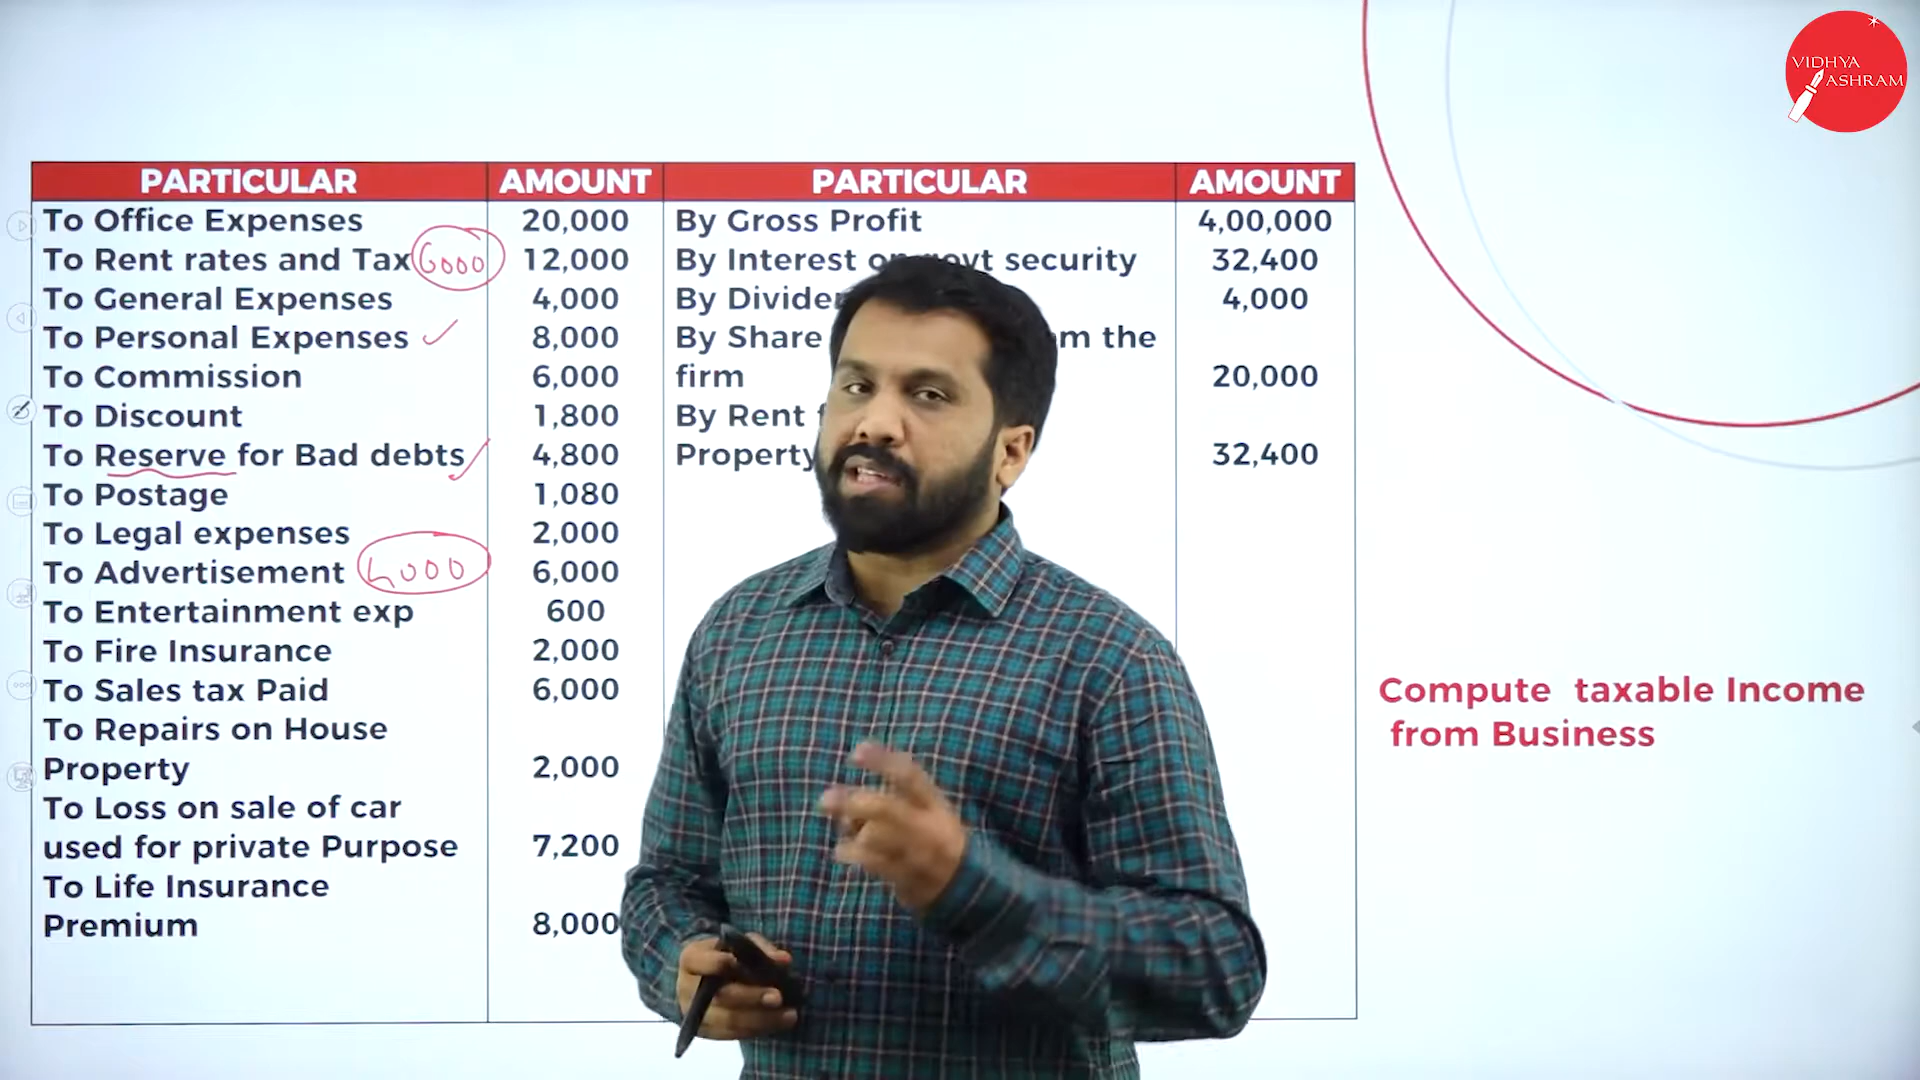 VIDHYA
ASHRAM
PARTICULAR AMOUNT PARTICULAR AMOUNT
To Office Expenses 20,000 By Gross Profit 4,00,000
To Rent rates and Tax 6000 12,000 By Interest on govt security 32,400
To General Expenses 4,000 By 4,000
To Personal Expenses 8,000 By Share the
To Commission 6,000 firm 20,000
To Discount 1,800 By Rent
To Reserve for Bad debts 4,800 Property 32,400
To Postage 1,080
To Legal expenses 2,000
To Advertisement 4000 6,000
To Entertainment exp 600
To Fire Insurance 2,000
To Sales tax Paid 6,000
To Repairs on House
Property 2,000
To Loss on sale of car
used for private Purpose 7,200
To Life Insurance
Premium 8,000
Compute taxable Income
from Business